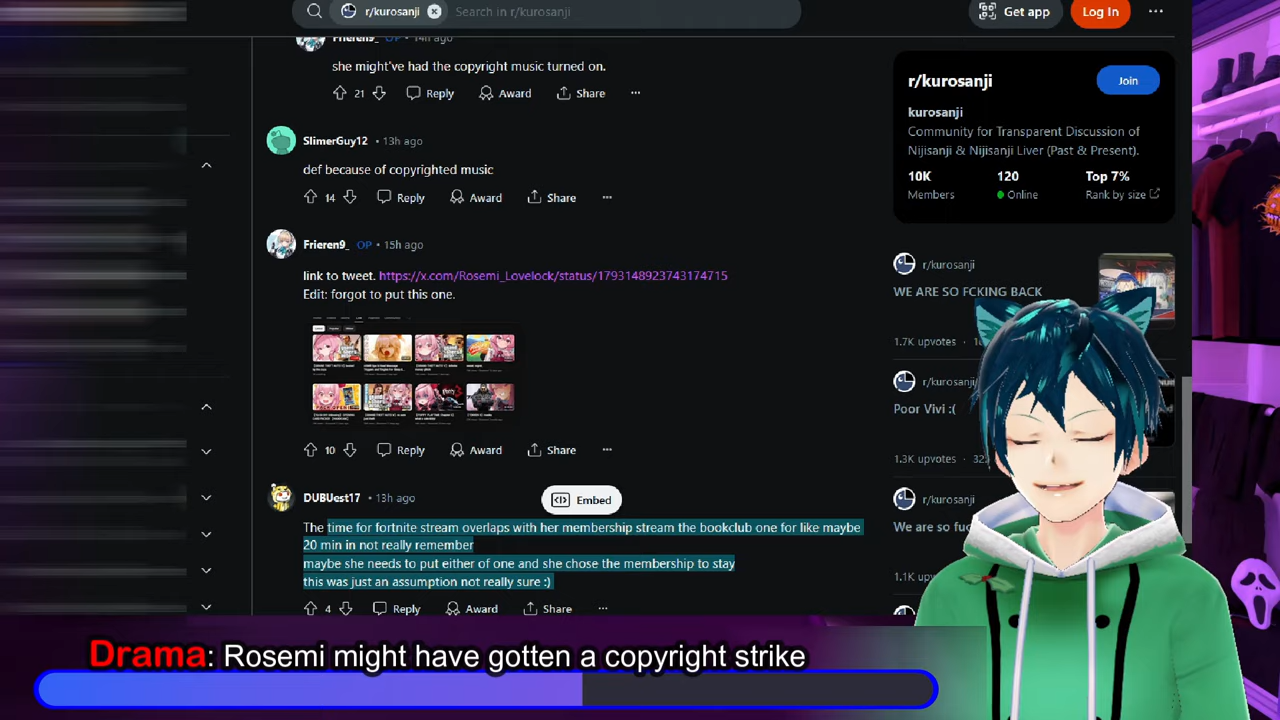 r/kurosanji
Search in r/kurosanji
Get app
Log In
Frieren9_ OP • 14h ago
she might've had the copyright music turned on.
21 Reply Award Share
SlimerGuy12 • 13h ago
def because of copyrighted music
14 Reply Award Share
Frieren9_ OP • 15h ago
link to tweet. https://x.com/Rosemi_Lovelock/status/1793148923743174715
Edit: forgot to put this one.
10 Reply Award Share
DUBUest17 • 13h ago
Embed
The time for fortnite stream overlaps with her membership stream the bookclub one for like maybe
20 min in not really remember
maybe she needs to put either of one and she chose the membership to stay
this was just an assumption not really sure :)
4 Reply Award Share
r/kurosanji
Join
kurosanji
Community for Transparent Discussion of
Nijisanji & Nijisanji Liver (Past & Present).
10K 120 Top 7%
Members Online Rank by size
r/kurosanji
WE ARE SO FCKING BACK
1.7K upvotes
r/kurosanji
Poor Vivi :(
1.3K upvotes
r/kurosanji
We are so
1.1K
Drama: Rosemi might have gotten a copyright strike